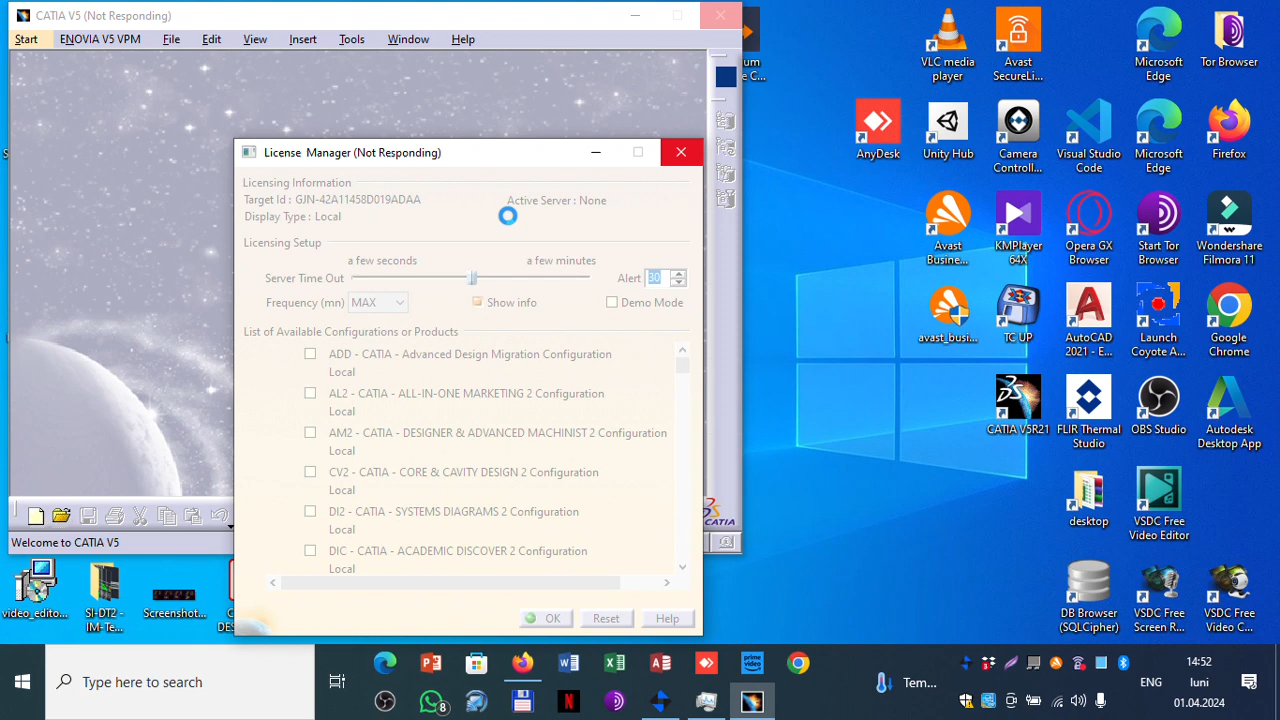 CATIA V5 (Not Responding)
Start ENOVIA V5 VPM File Edit View Insert Tools Window Help
License Manager (Not Responding)
Licensing Information
Target Id : GJN-42A11458D019ADAA Active Server : None
Display Type : Local
Licensing Setup
a few seconds a few minutes
Server Time Out Alert 30
Frequency (mn) MAX Show info Demo Mode
List of Available Configurations or Products
ADD - CATIA - Advanced Design Migration Configuration
Local
AL2 - CATIA - ALL-IN-ONE MARKETING 2 Configuration
Local
AM2 - CATIA - DESIGNER & ADVANCED MACHINIST 2 Configuration
Local
CV2 - CATIA - CORE & CAVITY DESIGN 2 Configuration
Local
DI2 - CATIA - SYSTEMS DIAGRAMS 2 Configuration
Local
DIC - CATIA - ACADEMIC DISCOVER 2 Configuration
Local
OK Reset Help
CATIA
Welcome to CATIA V5
VLC media player
Avast SecureLi...
Microsoft Edge
Tor Browser
AnyDesk
Unity Hub
Camera Controll...
Visual Studio Code
Microsoft Edge
Firefox
Avast Busine...
KMPlayer 64X
Opera GX Browser
Start Tor Browser
Wondershare Filmora 11
avast_busi...
TC UP
AutoCAD 2021 - E...
Launch Coyote A...
Google Chrome
CATIA V5R21
FLIR Thermal Studio
OBS Studio
Autodesk Desktop App
desktop
VSDC Free Video Editor
video_edito...
SI-DT2 - IM-Te...
Screenshot...
DB Browser (SQLCipher)
VSDC Free Screen R...
VSDC Free Video C...
Type here to search
prime video
8
Tem...
3
ENG
14:52
luni
01.04.2024